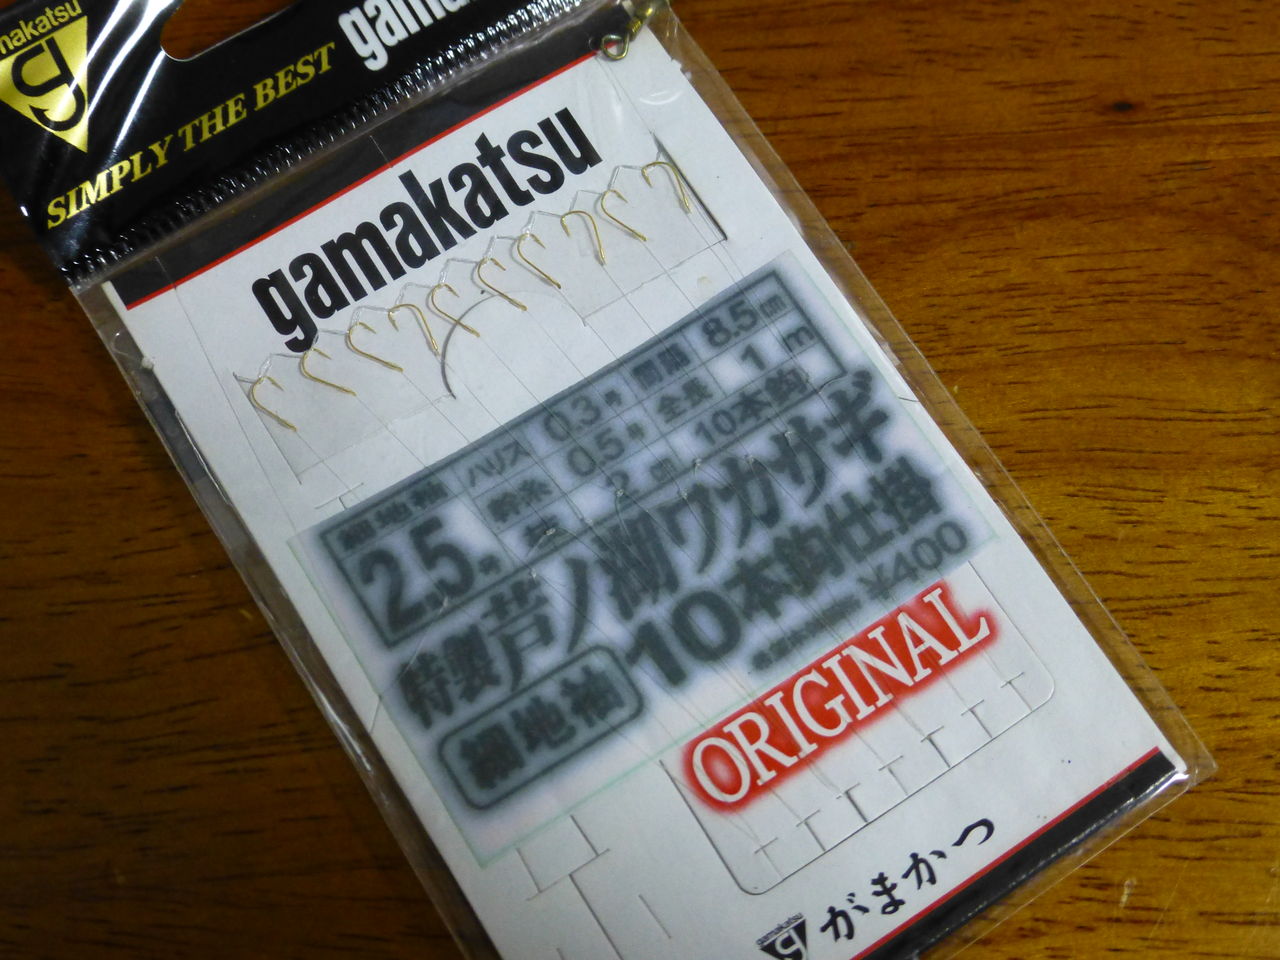 gamakatsu
SIMPLY THE BEST
gamakatsu
細地袖
2.5号
ハリス 0.3号 間隔 8.5cm
幹糸 0.5号 全長 1m
2cm 10本鈎
特製芦ノ湖ワカサギ
細地袖 10本鈎仕掛
¥400
ORIGINAL
gamakatsu
がまかつ